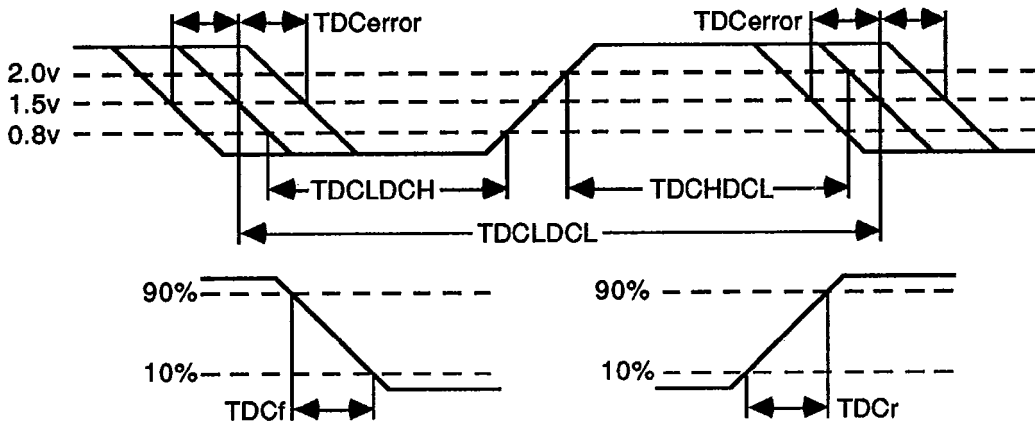 TDCerror
TDCerror
2.0v
1.5v
0.8v
TDCLDCH
TDCHDCL
TDCLDCL
90%
90%
10%
10%
TDCf
TDCr